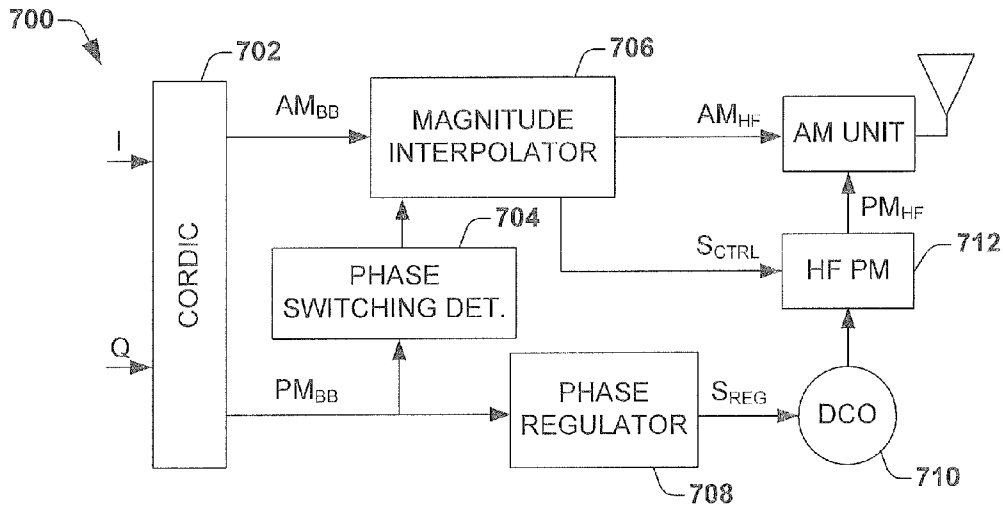 700
702
706
I
Q
CORDIC
AM_BB
MAGNITUDE
INTERPOLATOR
AM_HF
AM UNIT
704
PHASE
SWITCHING DET.
S_CTRL
PM_HF
712
HF PM
PM_BB
PHASE
REGULATOR
708
S_REG
DCO
710